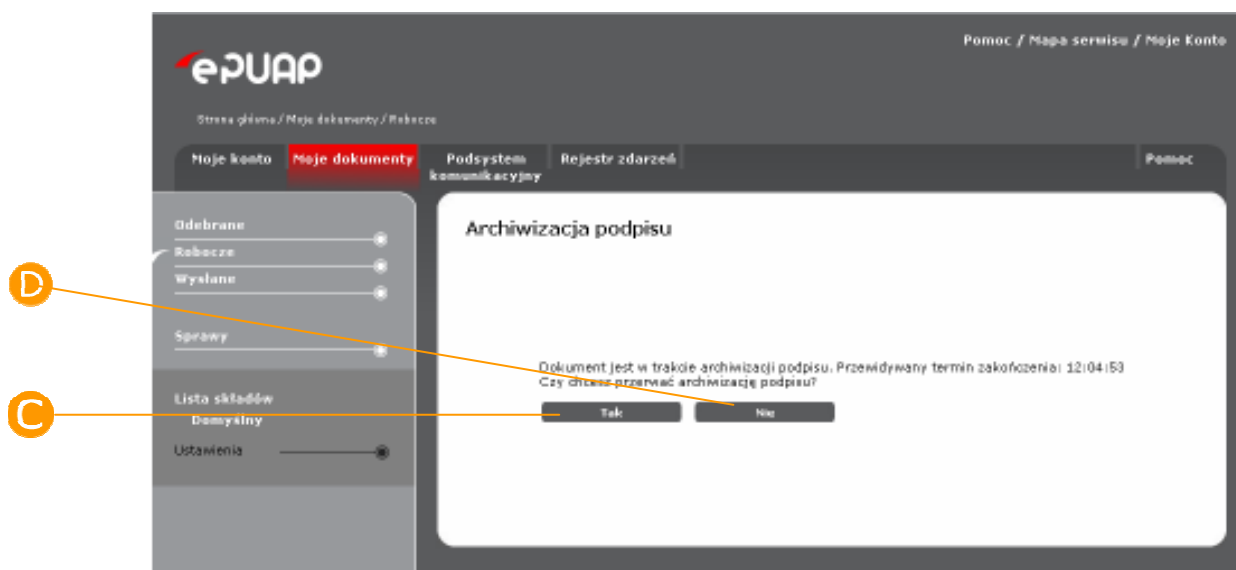 Pomoc / Mapa serwisu / Moje Konto
ePUAP
Strona główna / Moje dokumenty / Robocze
Moje konto
Moje dokumenty
Podsystem
komunikacyjny
Rejestr zdarzeń
Pomoc
Odebrane
Robocze
Wysłane
Sprawy
Lista składów
Domyślny
Ustawienia
Archiwizacja podpisu
Dokument jest w trakcie archiwizacji podpisu. Przewidywany termin zakończenia: 12:04:53
Czy chcesz przerwać archiwizację podpisu?
Tak
Nie
D
C